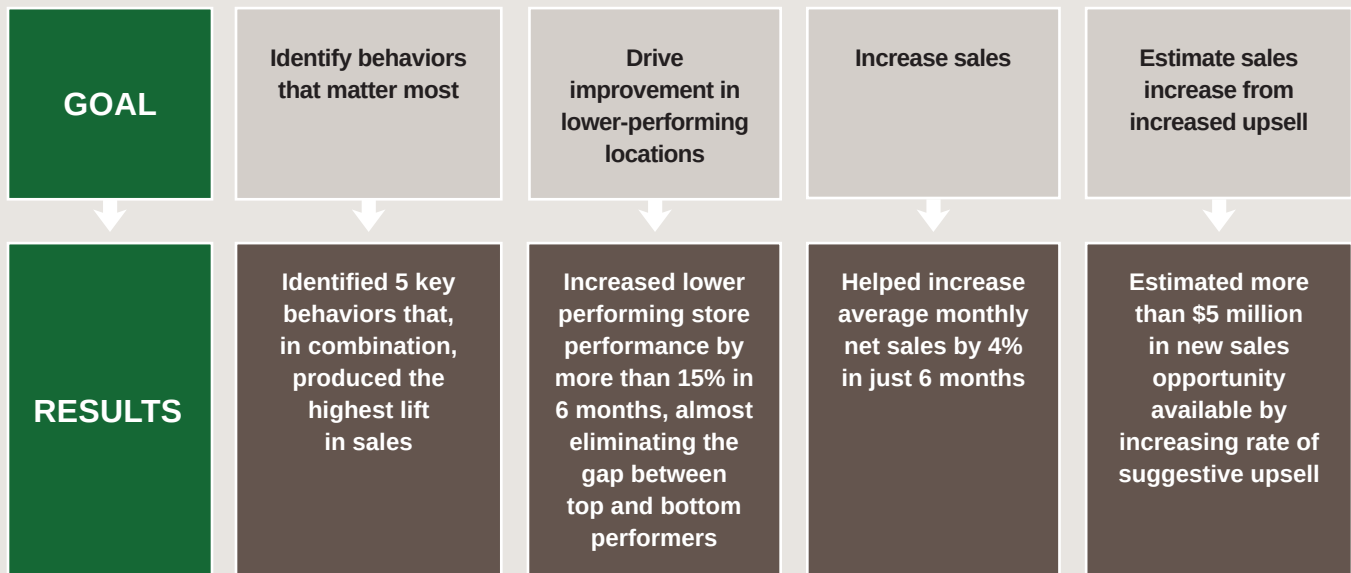 GOAL
Identify behaviors
that matter most
Drive
improvement in
lower-performing
locations
Increase sales
Estimate sales
increase from
increased upsell
RESULTS
Identified 5 key
behaviors that,
in combination,
produced the
highest lift
in sales
Increased lower
performing store
performance by
more than 15% in
6 months, almost
eliminating the
gap between
top and bottom
performers
Helped increase
average monthly
net sales by 4%
in just 6 months
Estimated more
than $5 million
in new sales
opportunity
available by
increasing rate of
suggestive upsell